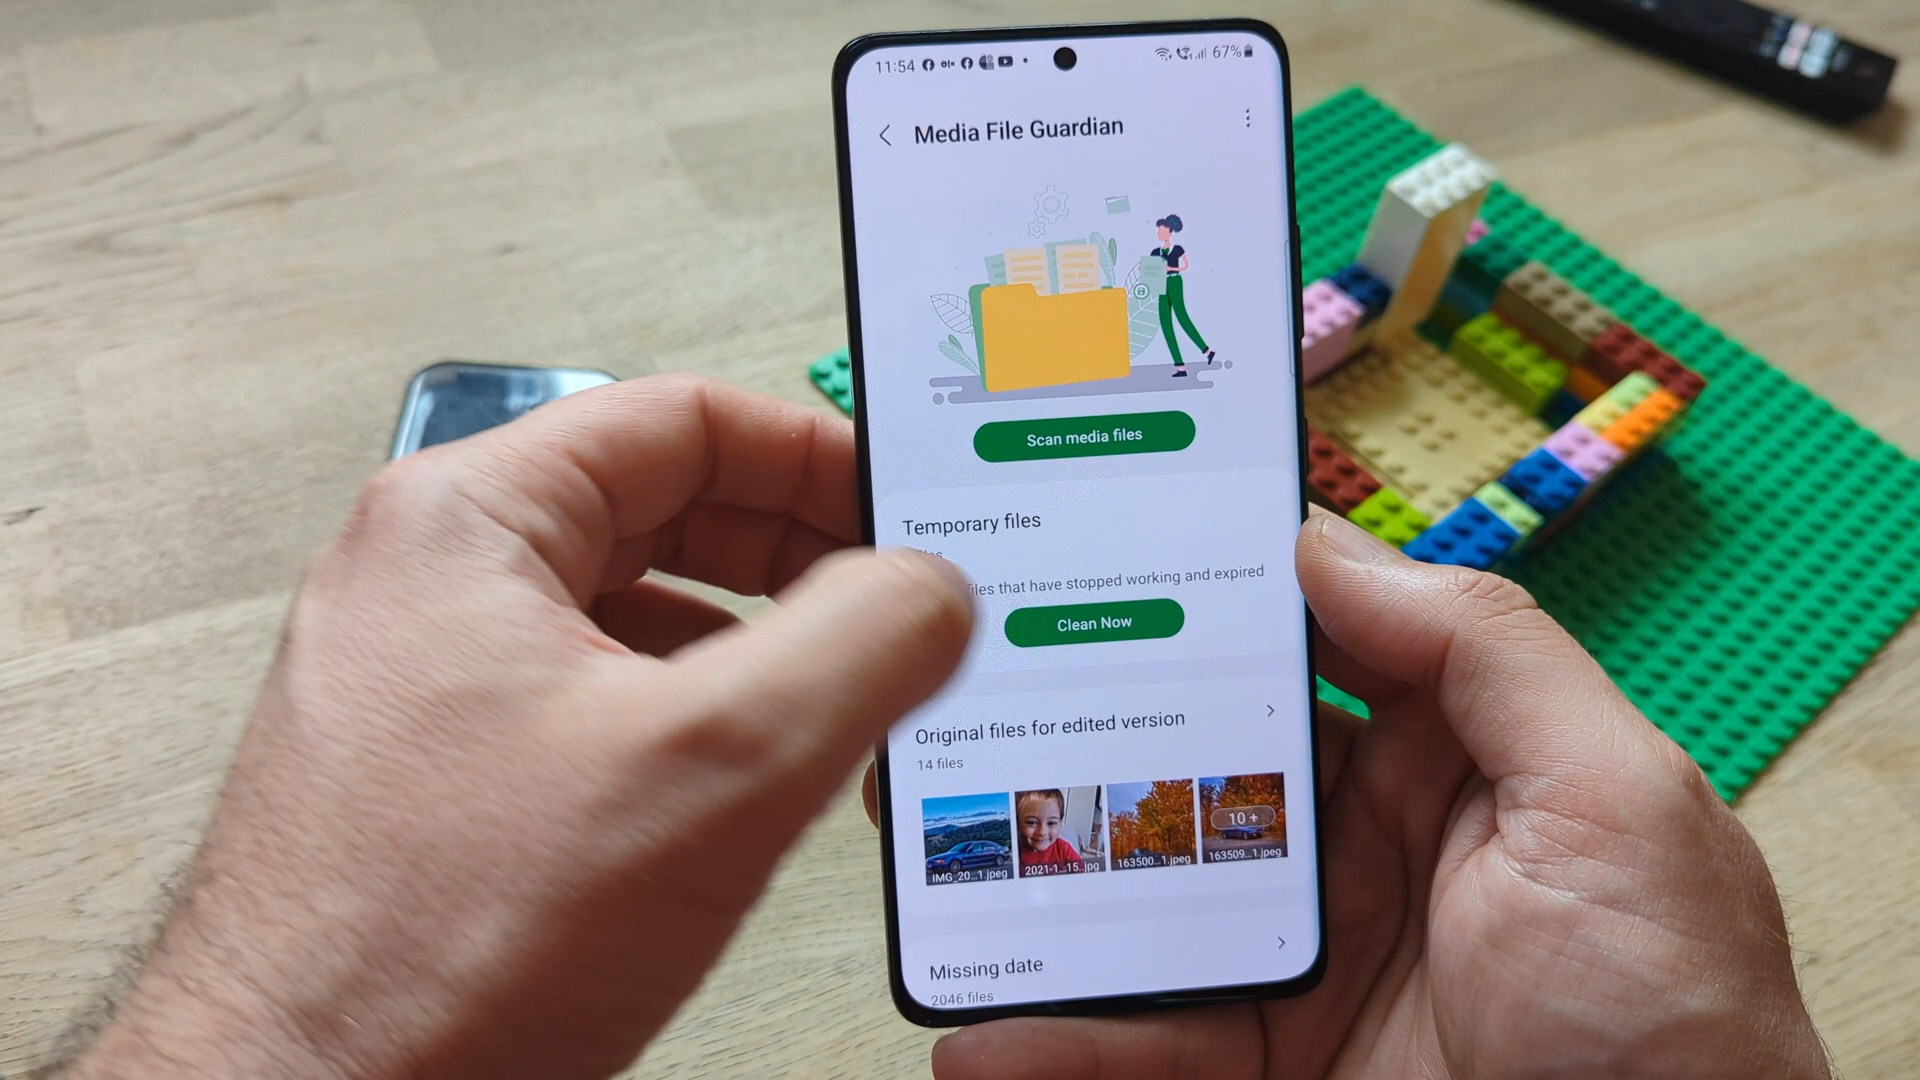 11:54
67%
Media File Guardian
Scan media files
Temporary files
files that have stopped working and expired
Clean Now
Original files for edited version
14 files
10 +
IMG_20...1.jpeg
2021-1...15.jpg
163500...1.jpeg
163509...1.jpeg
Missing date
2046 files